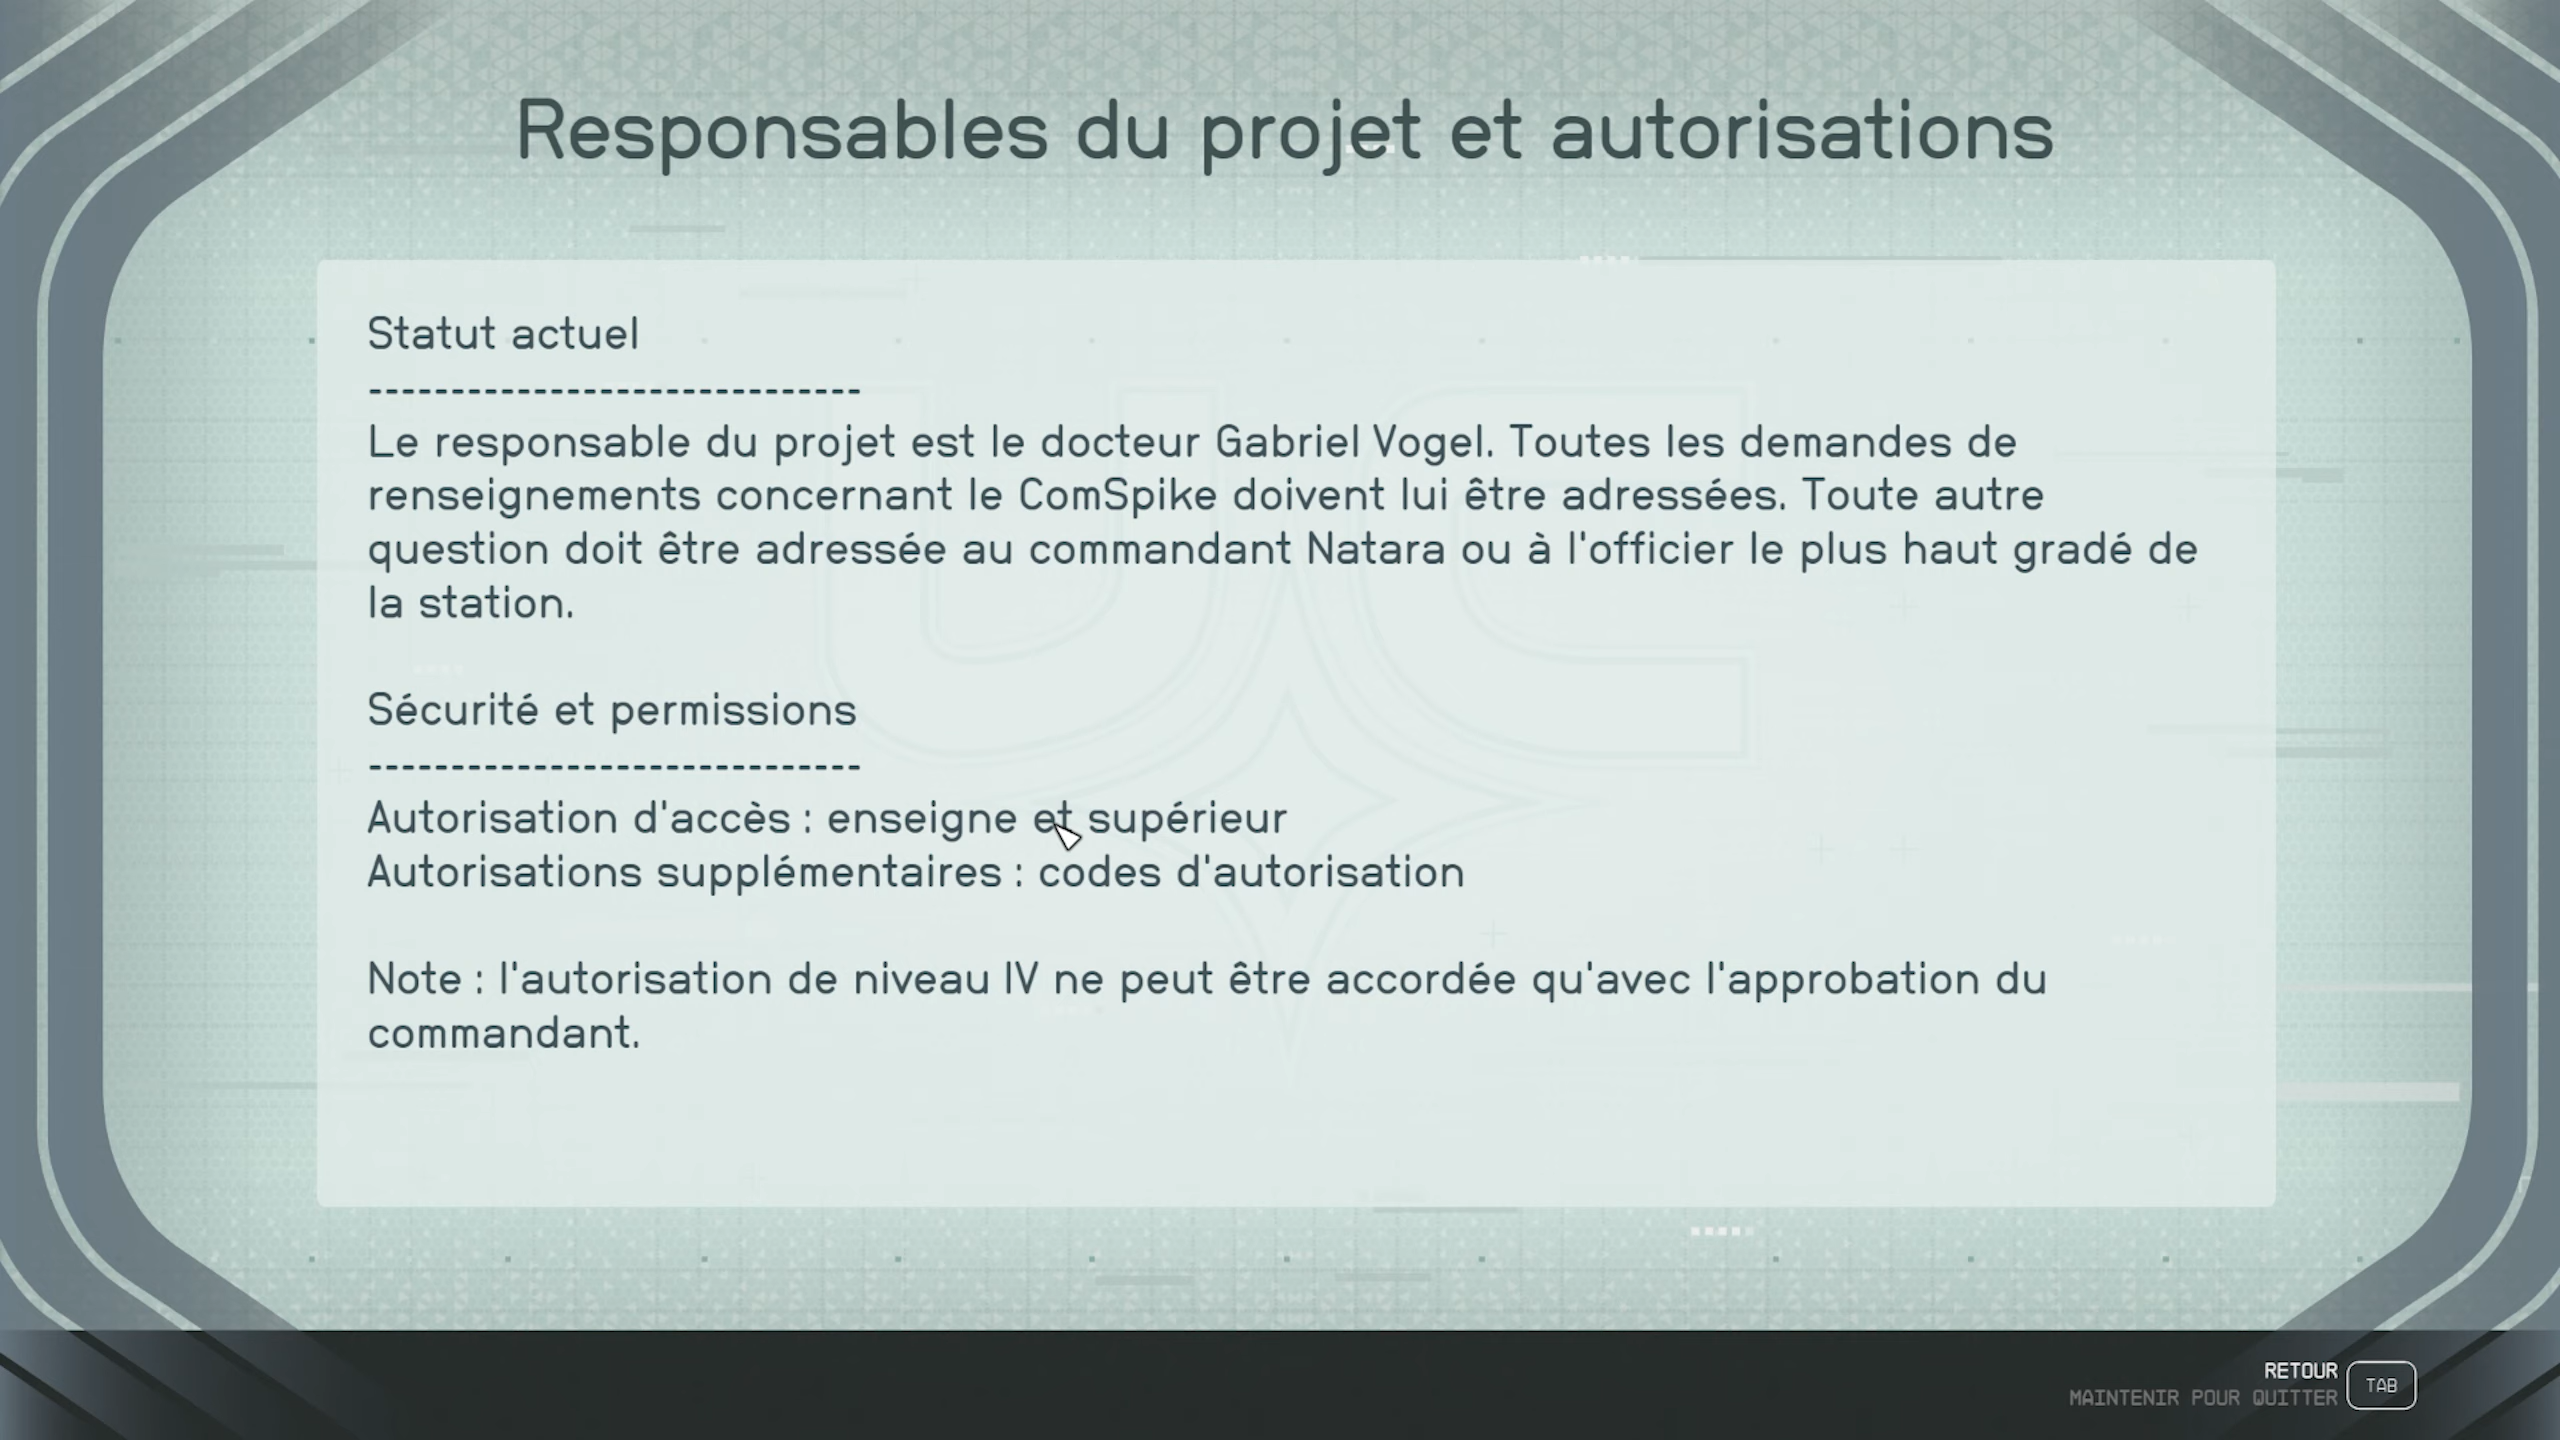 Responsables du projet et autorisations
Statut actuel
------------------------------
Le responsable du projet est le docteur Gabriel Vogel. Toutes les demandes de
renseignements concernant le ComSpike doivent lui être adressées. Toute autre
question doit être adressée au commandant Natara ou à l'officier le plus haut gradé de
la station.
Sécurité et permissions
------------------------------
Autorisation d'accès : enseigne et supérieur
Autorisations supplémentaires : codes d'autorisation
Note : l'autorisation de niveau IV ne peut être accordée qu'avec l'approbation du
commandant.
UC
RETOUR
TAB
MAINTENIR POUR QUITTER